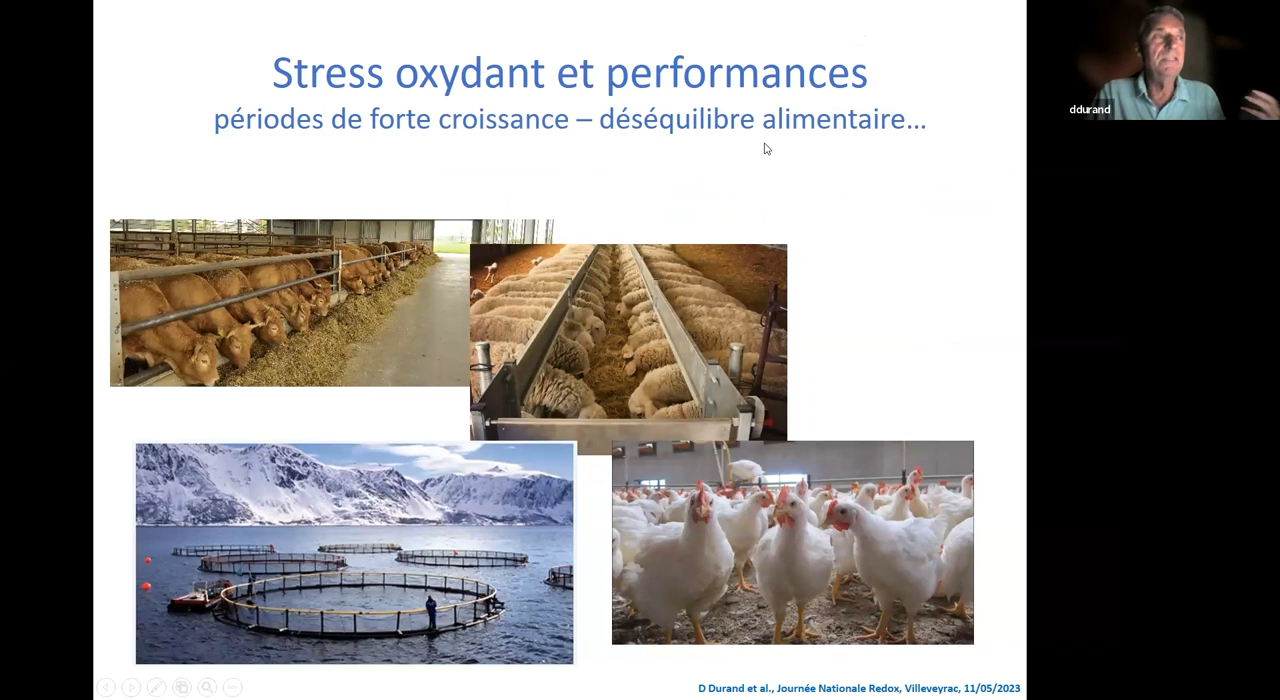 Stress oxydant et performances
périodes de forte croissance – déséquilibre alimentaire...
ddurand
D Durand et al., Journée Nationale Redox, Villeveyrac, 11/05/2023